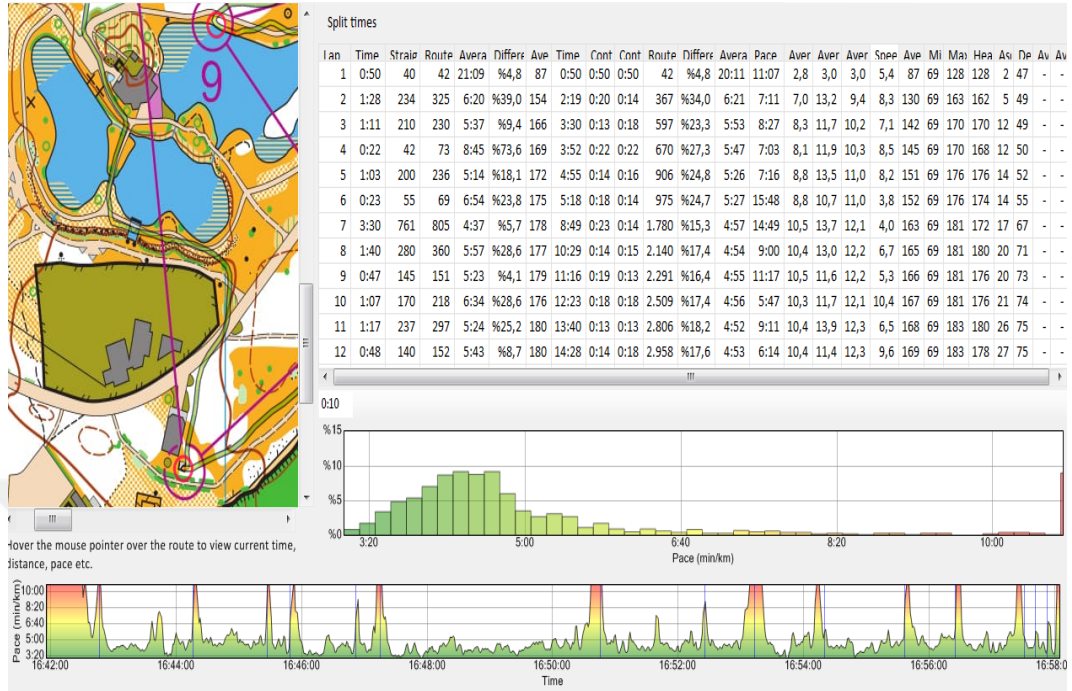 9
Hover the mouse pointer over the route to view current time,
distance, pace etc.
Split times
Lap Time Straig Route Avera Differe Ave Time Cont Cont Route Differe Avera Pace Aver Aver Aver Spee Ave Mi Max Hea Asc De Av Av
1 0:50 40 42 21:09 %4,8 87 0:50 0:50 0:50 42 %4,8 20:11 11:07 2,8 3,0 3,0 5,4 87 69 128 128 2 47 - -
2 1:28 234 325 6:20 %39,0 154 2:19 0:20 0:14 367 %34,0 6:21 7:11 7,0 13,2 9,4 8,3 130 69 163 162 5 49 - -
3 1:11 210 230 5:37 %9,4 166 3:30 0:13 0:18 597 %23,3 5:53 8:27 8,3 11,7 10,2 7,1 142 69 170 170 12 49 - -
4 0:22 42 73 8:45 %73,6 169 3:52 0:22 0:22 670 %27,3 5:47 7:03 8,1 11,9 10,3 8,5 145 69 170 168 12 50 - -
5 1:03 200 236 5:14 %18,1 172 4:55 0:14 0:16 906 %24,8 5:26 7:16 8,8 13,5 11,0 8,2 151 69 176 176 14 52 - -
6 0:23 55 69 6:54 %23,8 175 5:18 0:18 0:14 975 %24,7 5:27 15:48 8,8 10,7 11,0 3,8 152 69 176 174 14 55 - -
7 3:30 761 805 4:37 %5,7 178 8:49 0:23 0:14 1.780 %15,3 4:57 14:49 10,5 13,7 12,1 4,0 163 69 181 172 17 67 - -
8 1:40 280 360 5:57 %28,6 177 10:29 0:14 0:15 2.140 %17,4 4:54 9:00 10,4 13,0 12,2 6,7 165 69 181 180 20 71 - -
9 0:47 145 151 5:23 %4,1 179 11:16 0:19 0:13 2.291 %16,4 4:55 11:17 10,5 11,6 12,2 5,3 166 69 181 176 20 73 - -
10 1:07 170 218 6:34 %28,6 176 12:23 0:18 0:18 2.509 %17,4 4:56 5:47 10,3 11,7 12,1 10,4 167 69 181 176 21 74 - -
11 1:17 237 297 5:24 %25,2 180 13:40 0:13 0:13 2.806 %18,2 4:52 9:11 10,4 13,9 12,3 6,5 168 69 183 180 26 75 - -
12 0:48 140 152 5:43 %8,7 180 14:28 0:14 0:18 2.958 %17,6 4:53 6:14 10,4 11,4 12,3 9,6 169 69 183 178 27 75 - -
0:10
%15
%10
%5
%0
3:20 5:00 6:40 8:20 10:00
Pace (min/km)
Pace (min/km)
10:00
8:20
6:40
5:00
3:20
16:42:00 16:44:00 16:46:00 16:48:00 16:50:00 16:52:00 16:54:00 16:56:00 16:58:0
Time